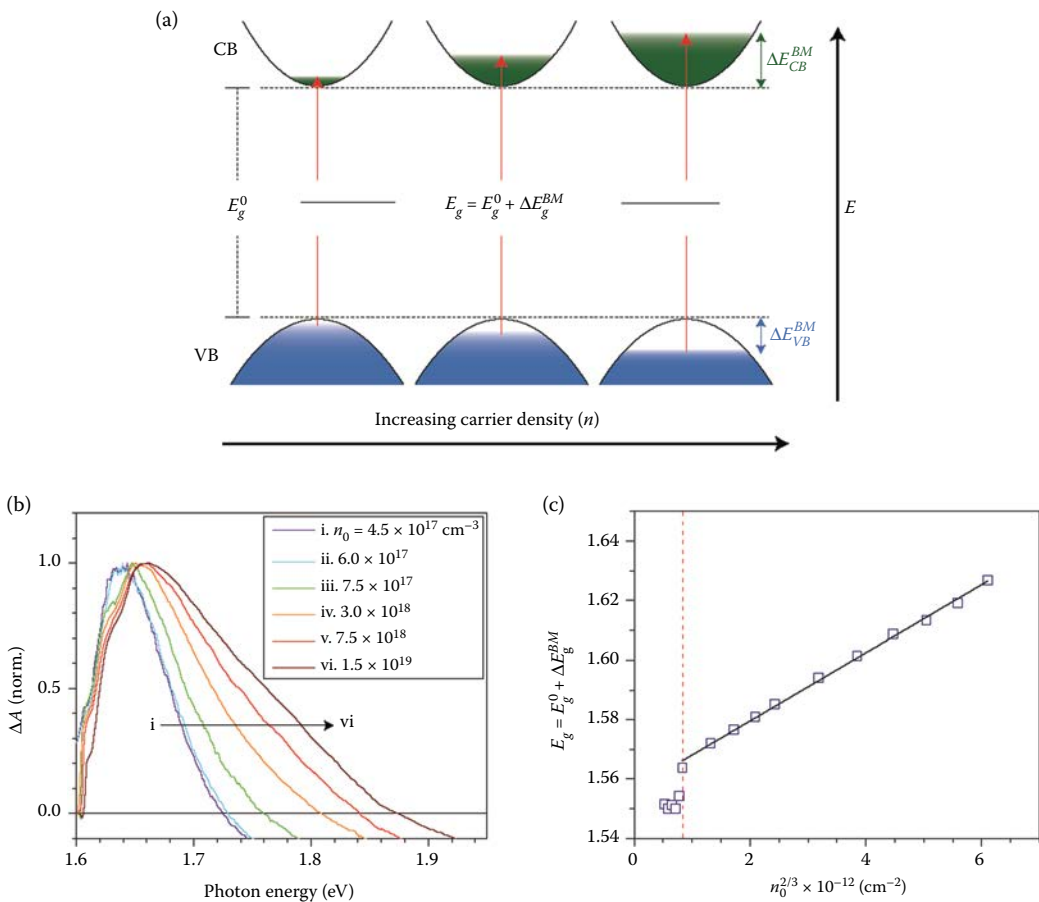 (a)
CB
ΔE_CB^BM
E_g^0
E_g = E_g^0 + ΔE_g^BM
E
VB
ΔE_VB^BM
Increasing carrier density (n)
(b)
ΔA (norm.)
1.0
0.5
0.0
i. n_0 = 4.5 × 10^17 cm^−3
ii. 6.0 × 10^17
iii. 7.5 × 10^17
iv. 3.0 × 10^18
v. 7.5 × 10^18
vi. 1.5 × 10^19
i
vi
1.6
1.7
1.8
1.9
Photon energy (eV)
(c)
E_g = E_g^0 + ΔE_g^BM
1.64
1.62
1.60
1.58
1.56
1.54
0
2
4
6
n_0^2/3 × 10^−12 (cm^−2)